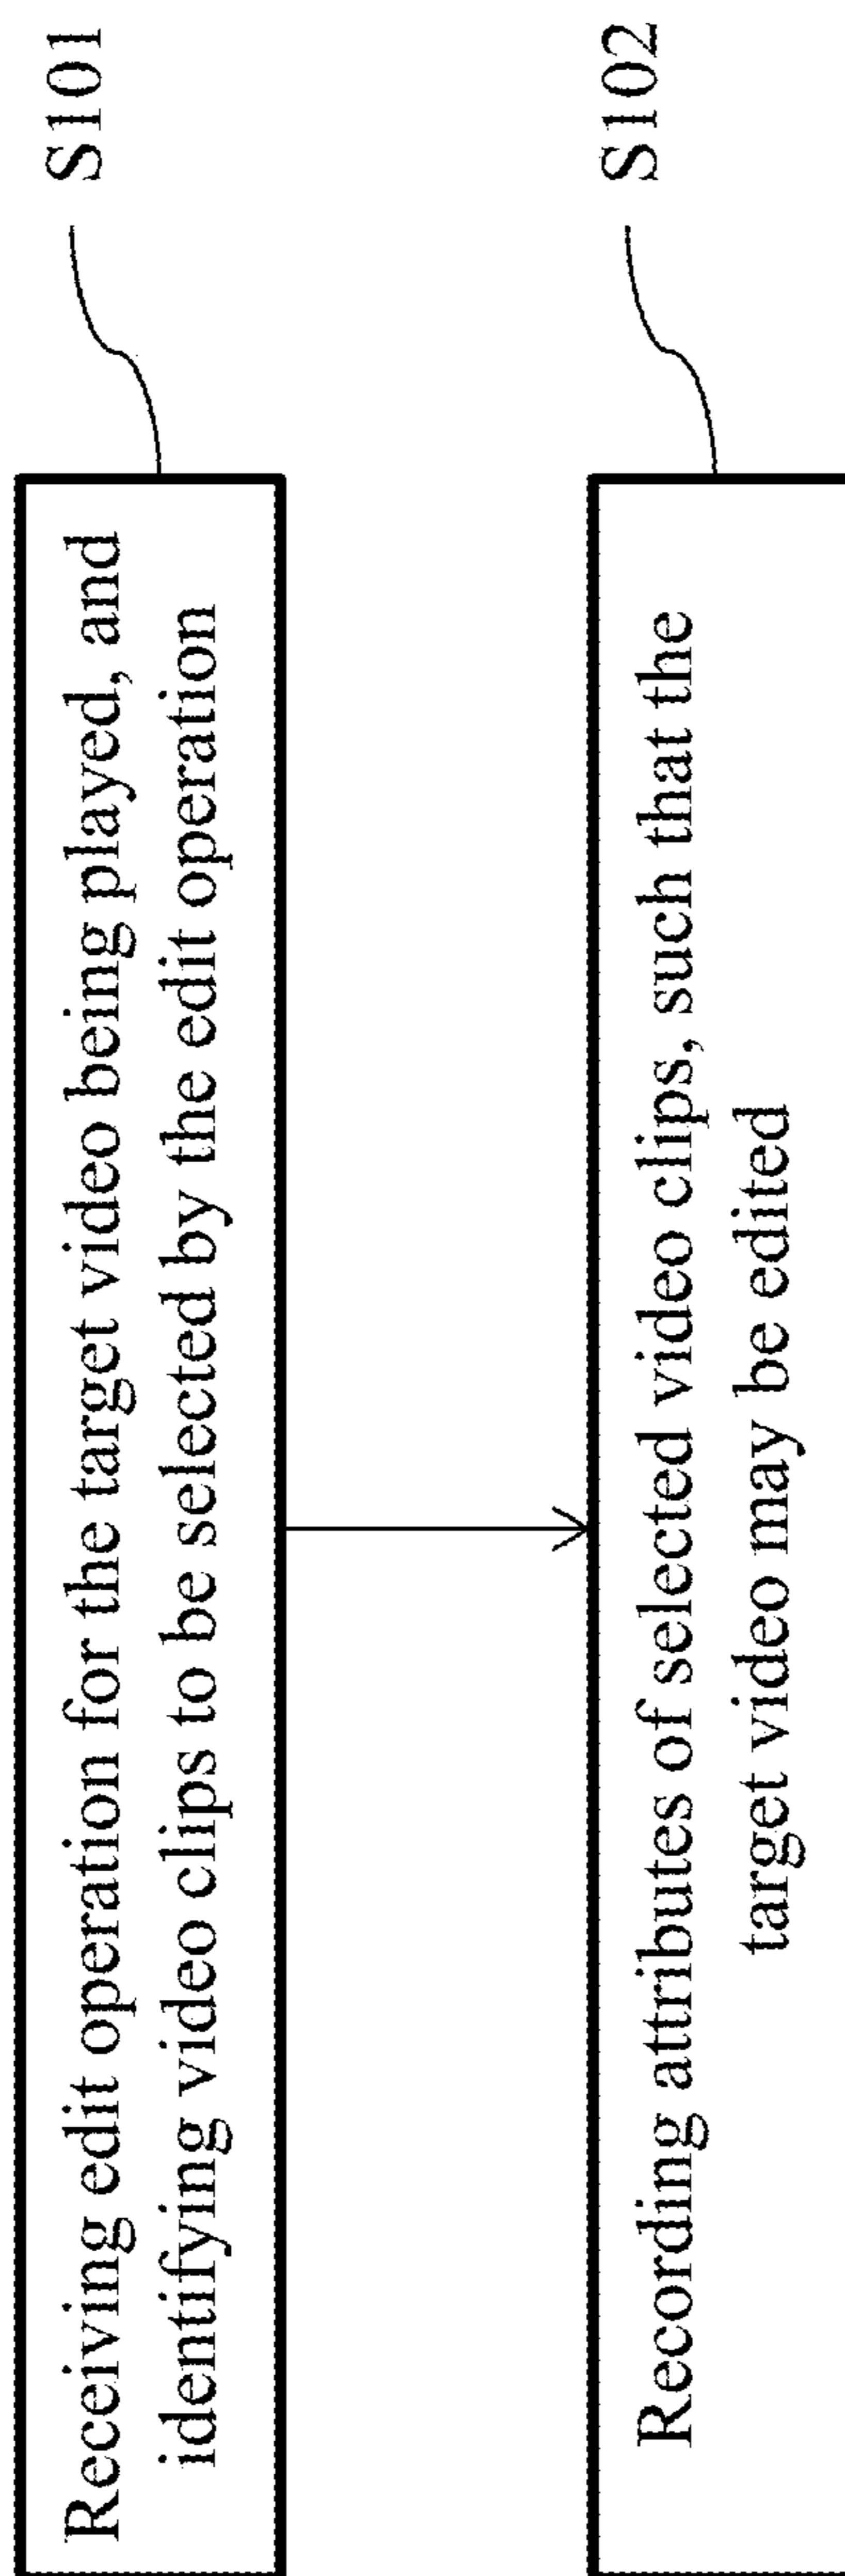 Receiving edit operation for the target video being played, and
identifying video clips to be selected by the edit operation
S101
Recording attributes of selected video clips, such that the
target video may be edited
S102